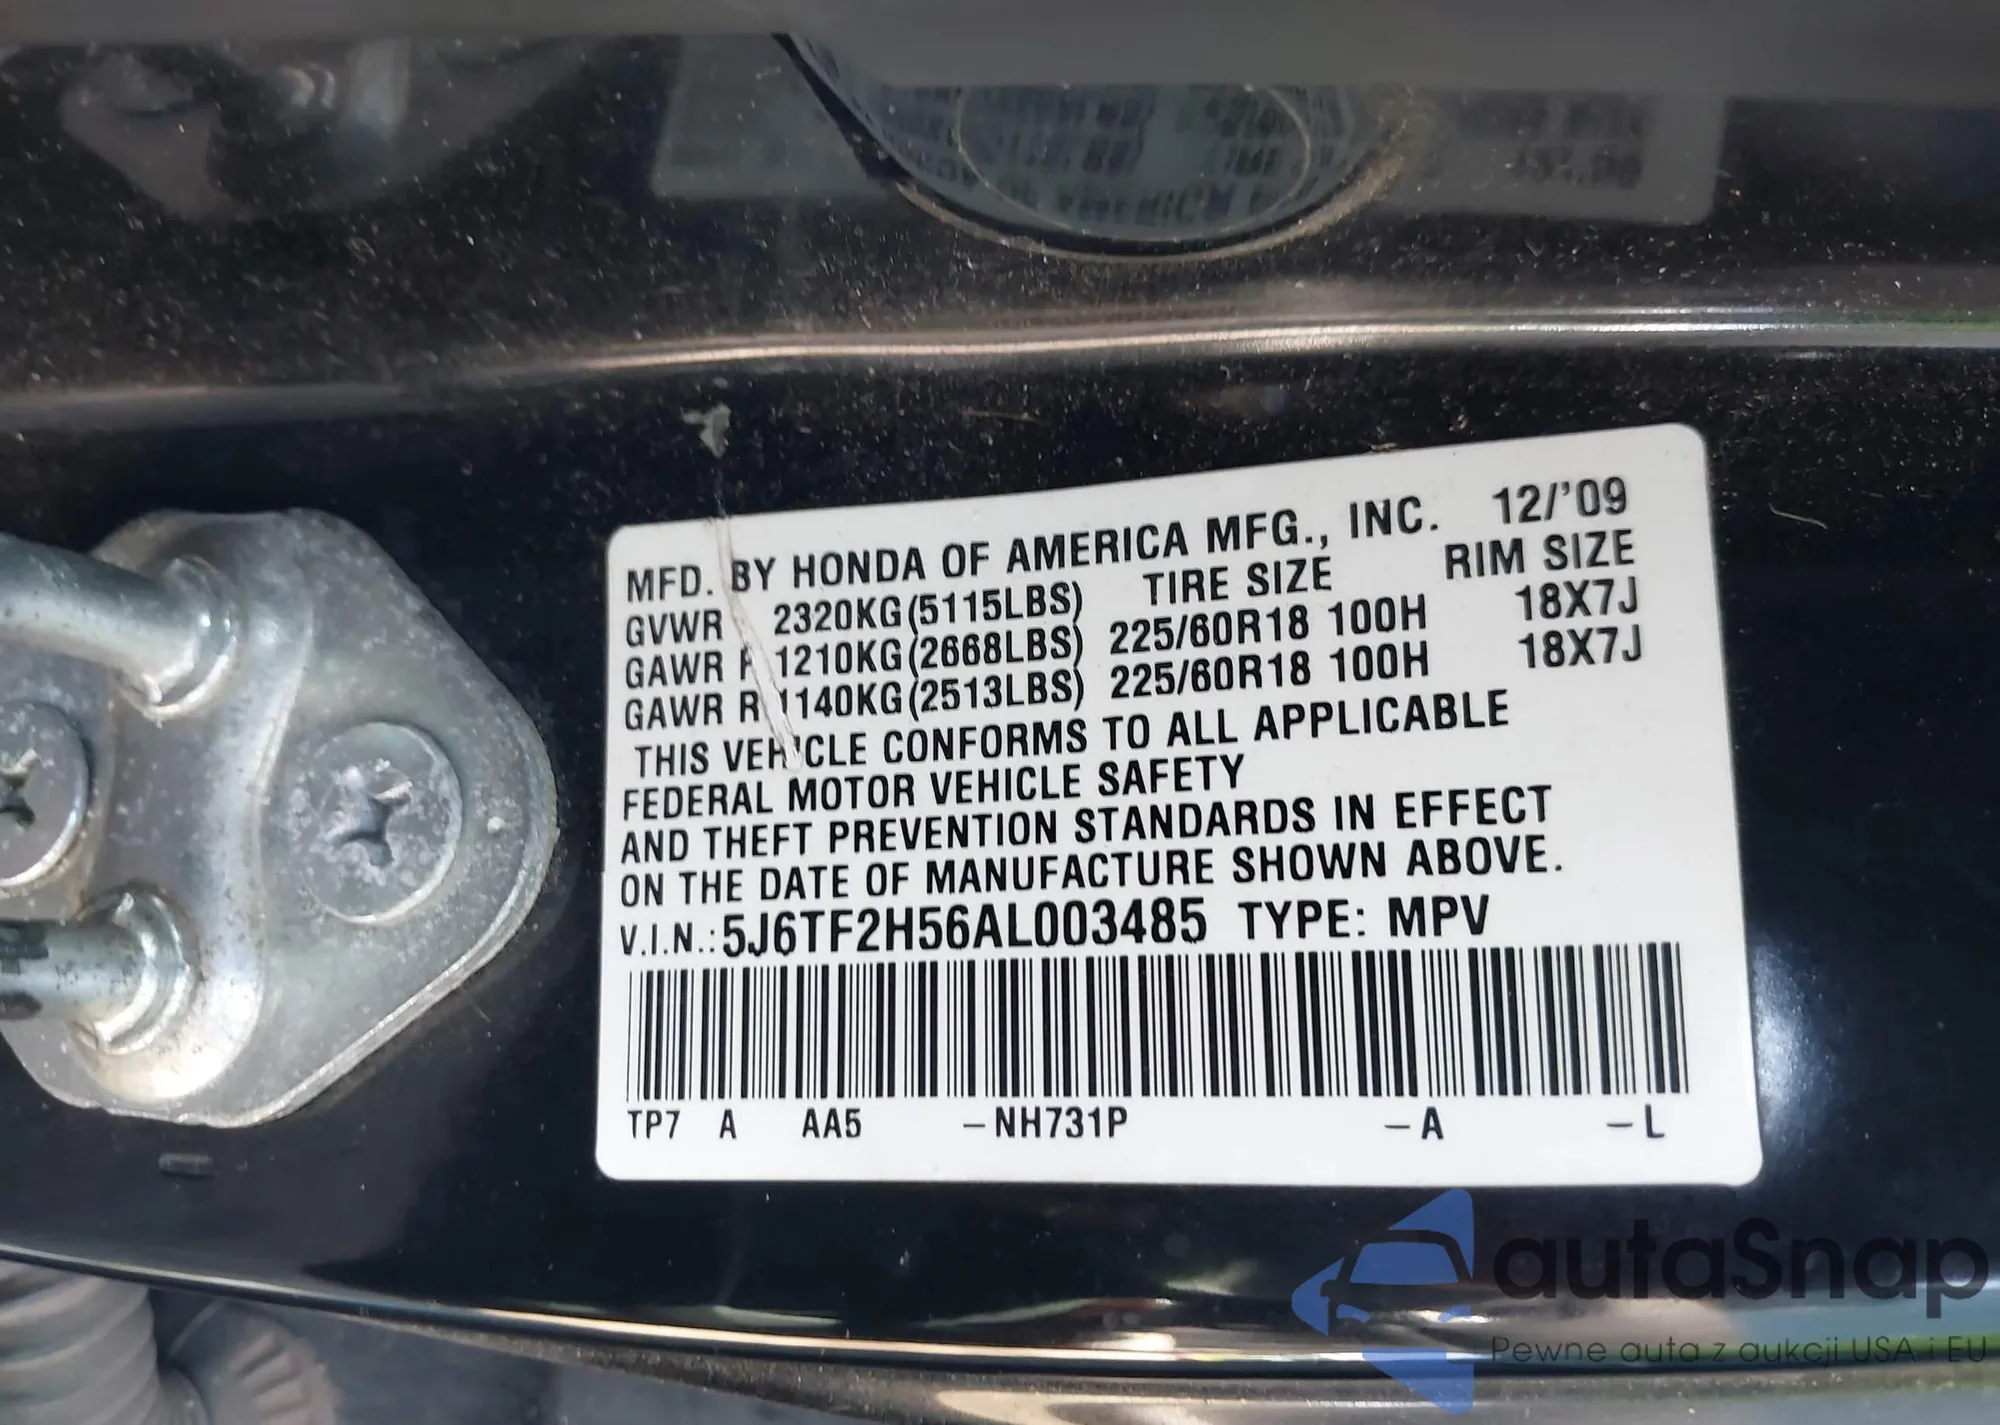 MFD. BY HONDA OF AMERICA MFG., INC. 12/'09
GVWR 2320KG(5115LBS) TIRE SIZE RIM SIZE
GAWR F 1210KG(2668LBS) 225/60R18 100H 18X7J
GAWR R 1140KG(2513LBS) 225/60R18 100H 18X7J
THIS VEHICLE CONFORMS TO ALL APPLICABLE
FEDERAL MOTOR VEHICLE SAFETY
AND THEFT PREVENTION STANDARDS IN EFFECT
ON THE DATE OF MANUFACTURE SHOWN ABOVE.
V.I.N.:5J6TF2H56AL003485 TYPE: MPV
TP7 A AA5 –NH731P –A –L
autaSnap
Pewne auta z aukcji USA i EU